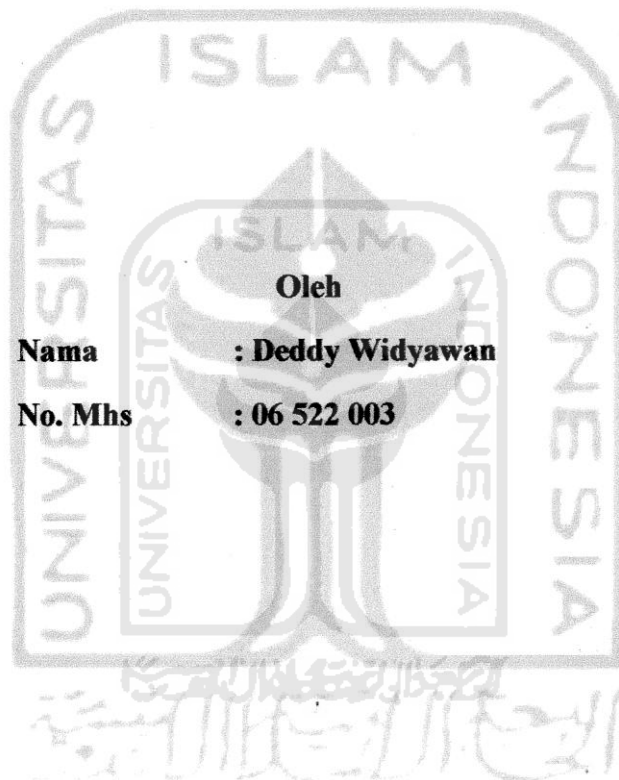 ISLAM
UNIVERSITAS
INDONESIA
ISLAM
UNIVERSITAS
INDONESIA
Oleh
Nama : Deddy Widyawan
No. Mhs : 06 522 003